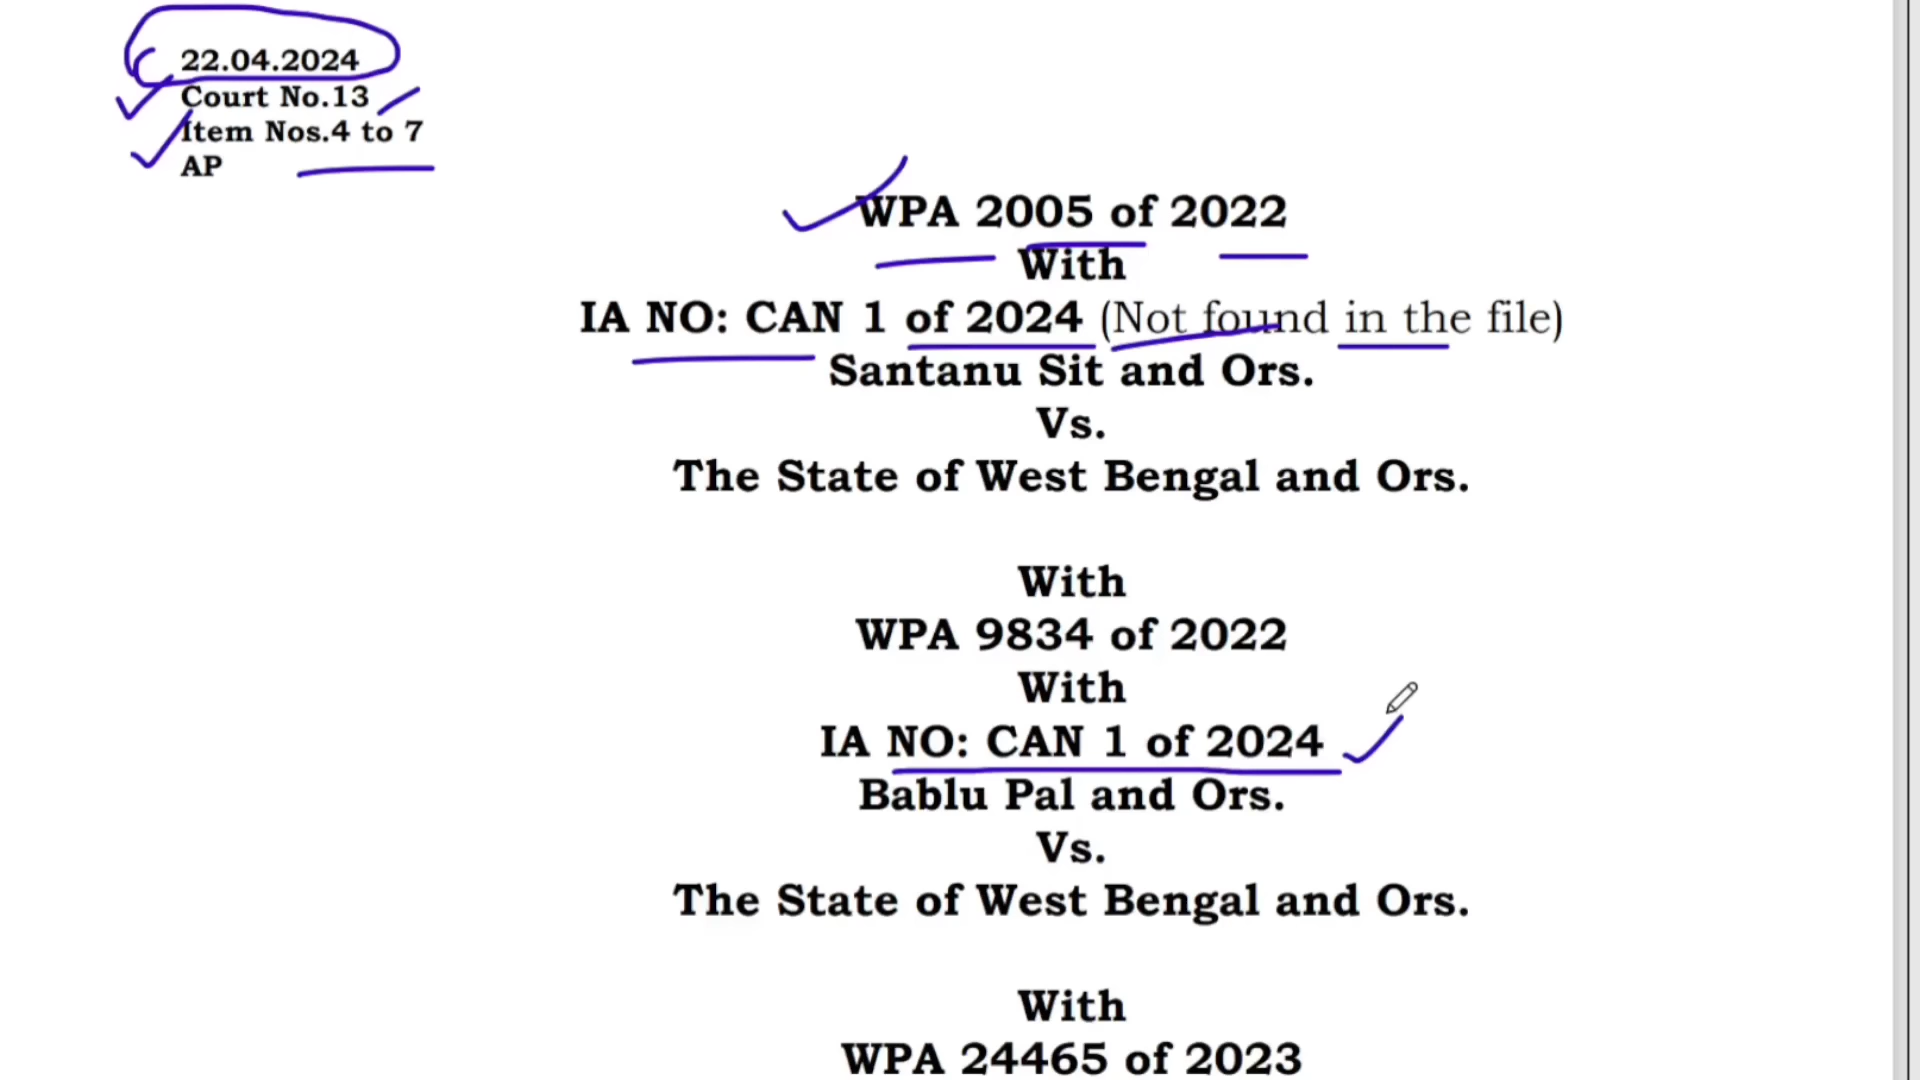 22.04.2024
Court No.13
Item Nos.4 to 7
AP
WPA 2005 of 2022
With
IA NO: CAN 1 of 2024 (Not found in the file)
Santanu Sit and Ors.
Vs.
The State of West Bengal and Ors.
With
WPA 9834 of 2022
With
IA NO: CAN 1 of 2024
Bablu Pal and Ors.
Vs.
The State of West Bengal and Ors.
With
WPA 24465 of 2023